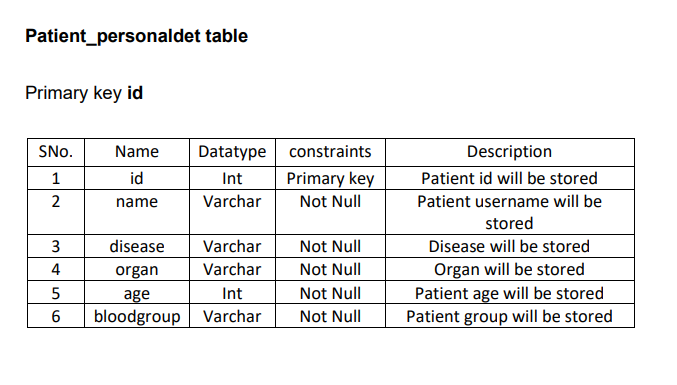 Patient_personaldet table
Primary key id
SNo. Name Datatype constraints Description
1 id Int Primary key Patient id will be stored
2 name Varchar Not Null Patient username will be
stored
3 disease Varchar Not Null Disease will be stored
4 organ Varchar Not Null Organ will be stored
5 age Int Not Null Patient age will be stored
6 bloodgroup Varchar Not Null Patient group will be stored